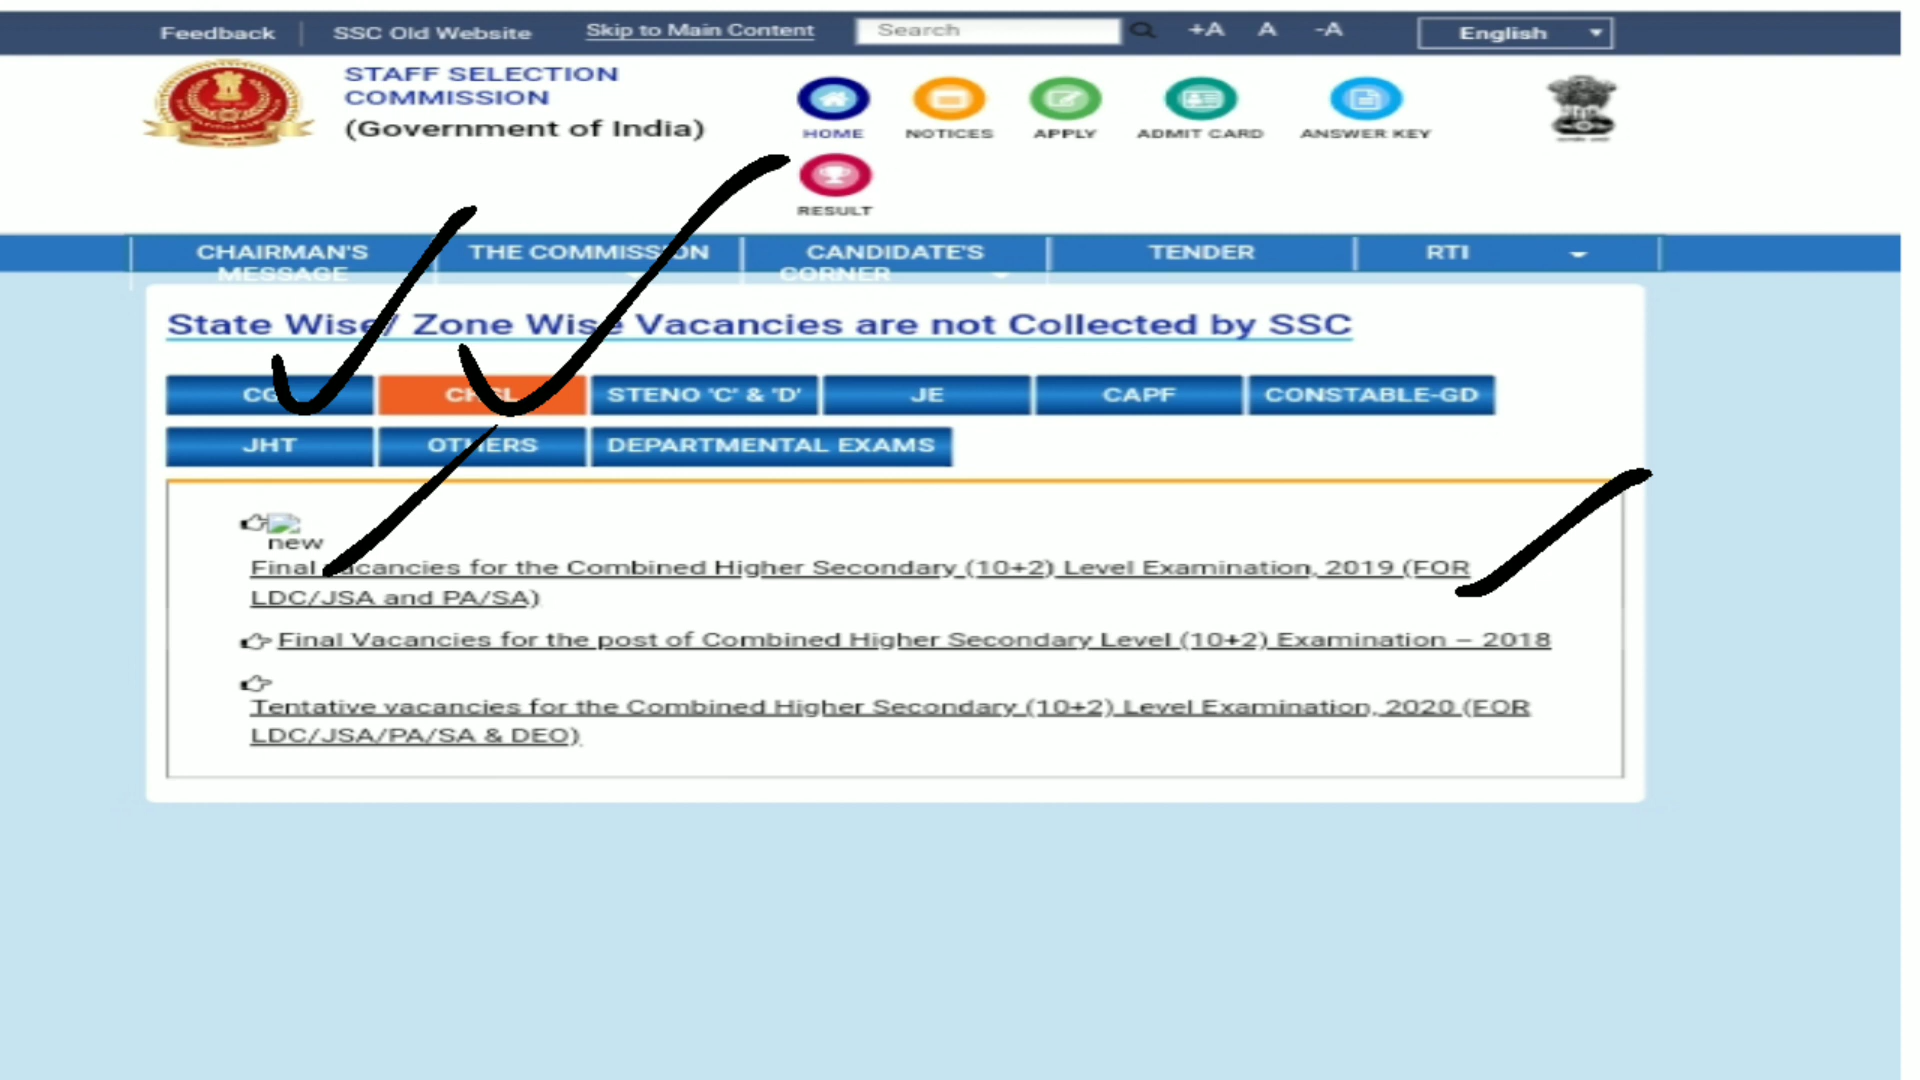 Feedback
SSC Old Website
Skip to Main Content
Search
+A A -A
English
STAFF SELECTION
COMMISSION
(Government of India)
HOME
NOTICES
APPLY
ADMIT CARD
ANSWER KEY
RESULT
CHAIRMAN'S
MESSAGE
THE COMMISSION
CANDIDATE'S
CORNER
TENDER
RTI
State Wise/ Zone Wise Vacancies are not Collected by SSC
STENO 'C' & 'D'
JE
CAPF
CONSTABLE-GD
JHT
OTHERS
DEPARTMENTAL EXAMS
new
Final Vacancies for the Combined Higher Secondary (10+2) Level Examination, 2019 (FOR
LDC/JSA and PA/SA)
Final Vacancies for the post of Combined Higher Secondary Level (10+2) Examination – 2018
Tentative vacancies for the Combined Higher Secondary (10+2) Level Examination, 2020 (FOR
LDC/JSA/PA/SA & DEO)